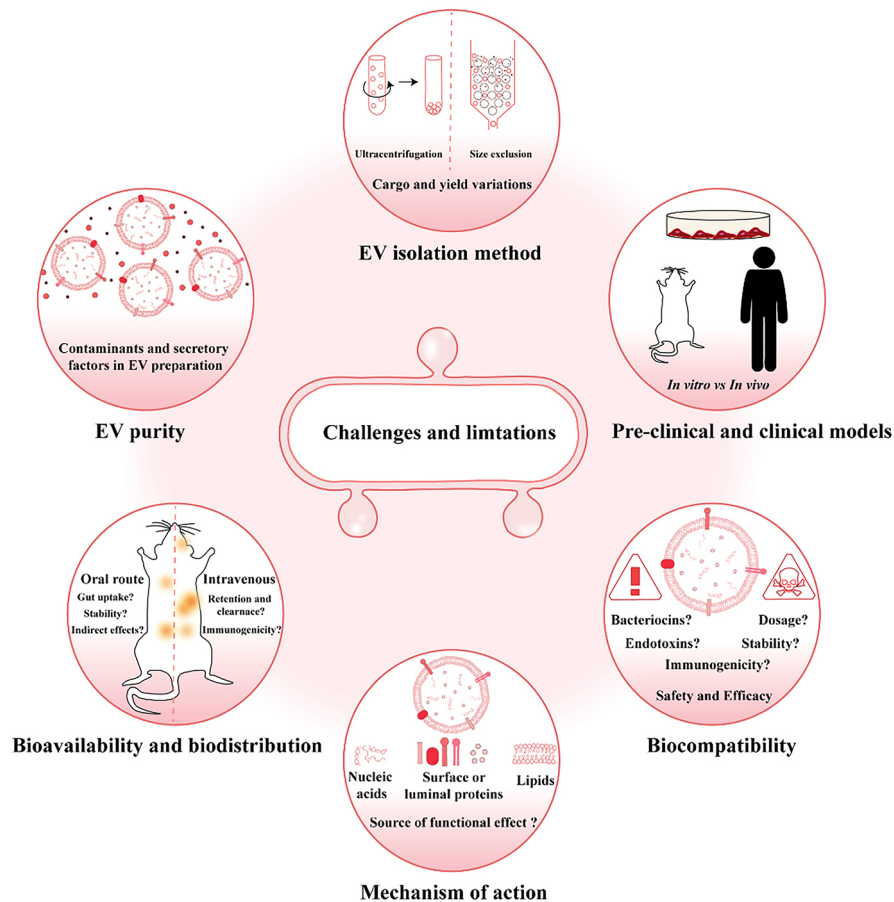 Ultracentrifugation
Size exclusion
Cargo and yield variations
EV isolation method
Contaminants and secretory
factors in EV preparation
EV purity
In vitro vs In vivo
Pre-clinical and clinical models
Challenges and limtations
Oral route
Gut uptake?
Stability?
Indirect effects?
Intravenous
Retention and
clearnace?
Immunogenicity?
Bioavailability and biodistribution
Bacteriocins?
Dosage?
Endotoxins?
Stability?
Immunogenicity?
Safety and Efficacy
Biocompatibility
Nucleic
acids
Surface or
luminal proteins
Lipids
Source of functional effect ?
Mechanism of action